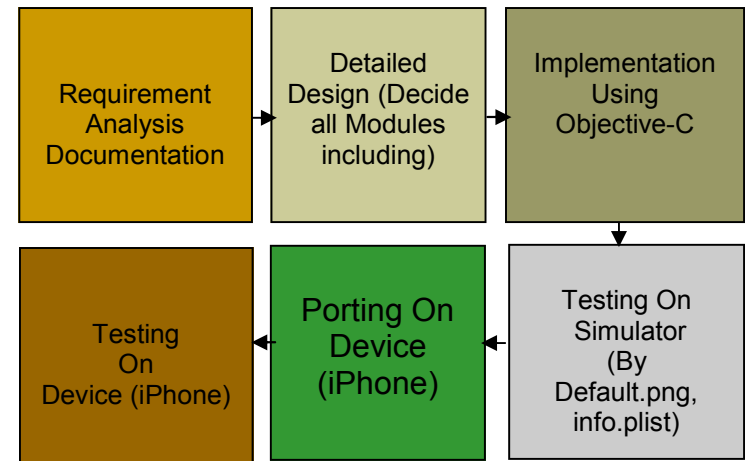 Requirement
Analysis
Documentation
Detailed
Design (Decide
all Modules
including)
Implementation
Using
Objective-C
Testing On
Simulator
(By
Default.png,
info.plist)
Porting On
Device
(iPhone)
Testing
On
Device (iPhone)